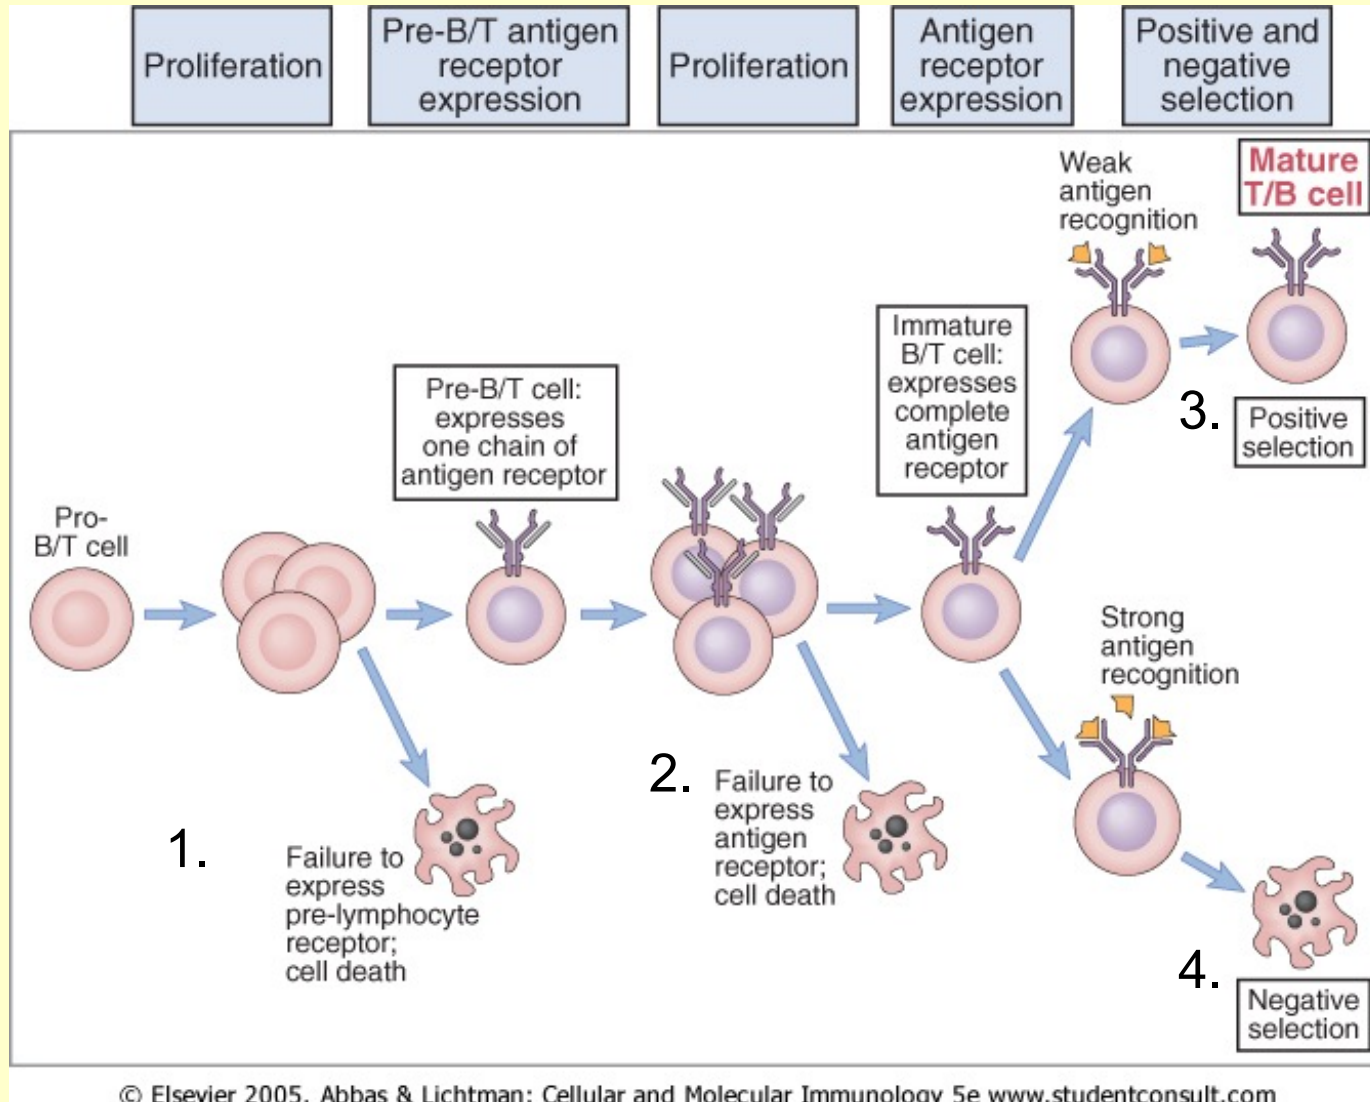 Proliferation
Pre-B/T antigen
receptor
expression
Proliferation
Antigen
receptor
expression
Positive and
negative
selection
Weak
antigen
recognition
Mature
T/B cell
Immature
B/T cell:
expresses
complete
antigen
receptor
3.
Positive
selection
Pre-B/T cell:
expresses
one chain of
antigen receptor
Pro-
B/T cell
Strong
antigen
recognition
1.
Failure to
express
pre-lymphocyte
receptor;
cell death
2.
Failure to
express
antigen
receptor;
cell death
4.
Negative
selection
© Elsevier 2005. Abbas & Lichtman: Cellular and Molecular Immunology 5e www.studentconsult.com